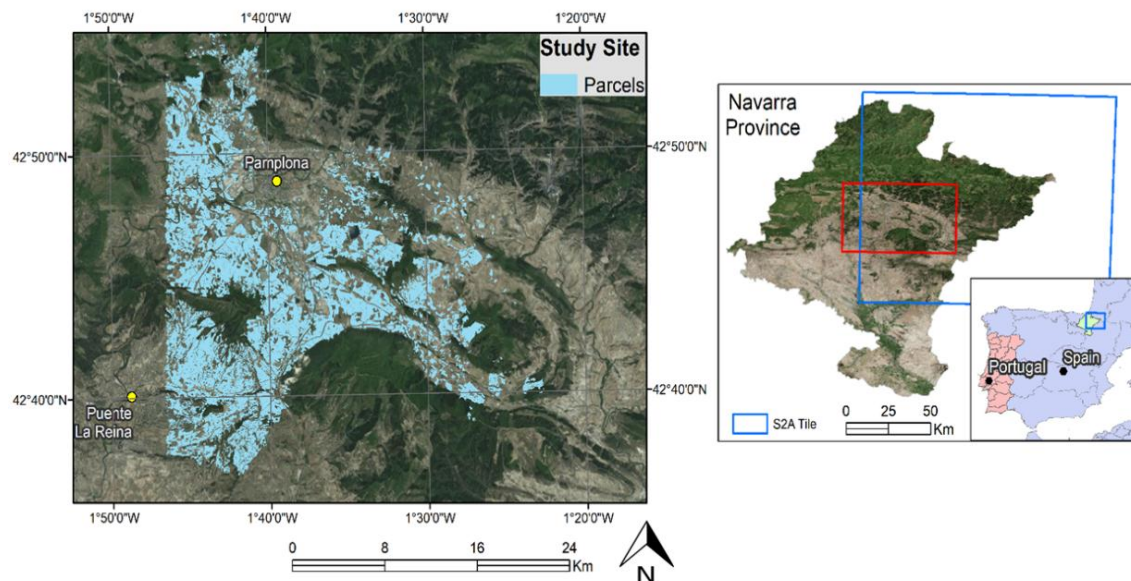 1°50'0"W 1°40'0"W 1°30'0"W 1°20'0"W
Study Site
Parcels
42°50'0"N
42°50'0"N
Pamplona
42°40'0"N
42°40'0"N
Puente
La Reina
1°50'0"W 1°40'0"W 1°30'0"W 1°20'0"W
0 8 16 24
Km
N
Navarra
Province
S2A Tile
0 25 50
Km
Portugal
Spain